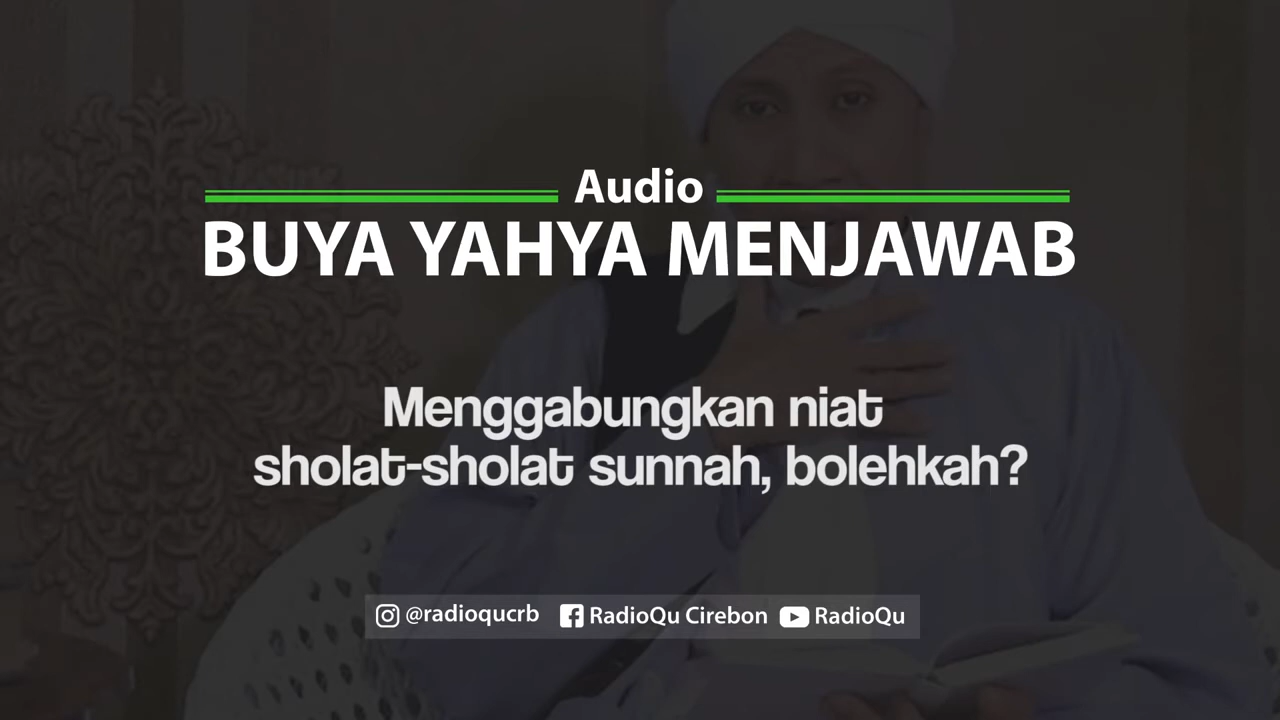 Audio
BUYA YAHYA MENJAWAB
Menggabungkan niat
sholat-sholat sunnah, bolehkah?
@radioqucrb RadioQu Cirebon RadioQu